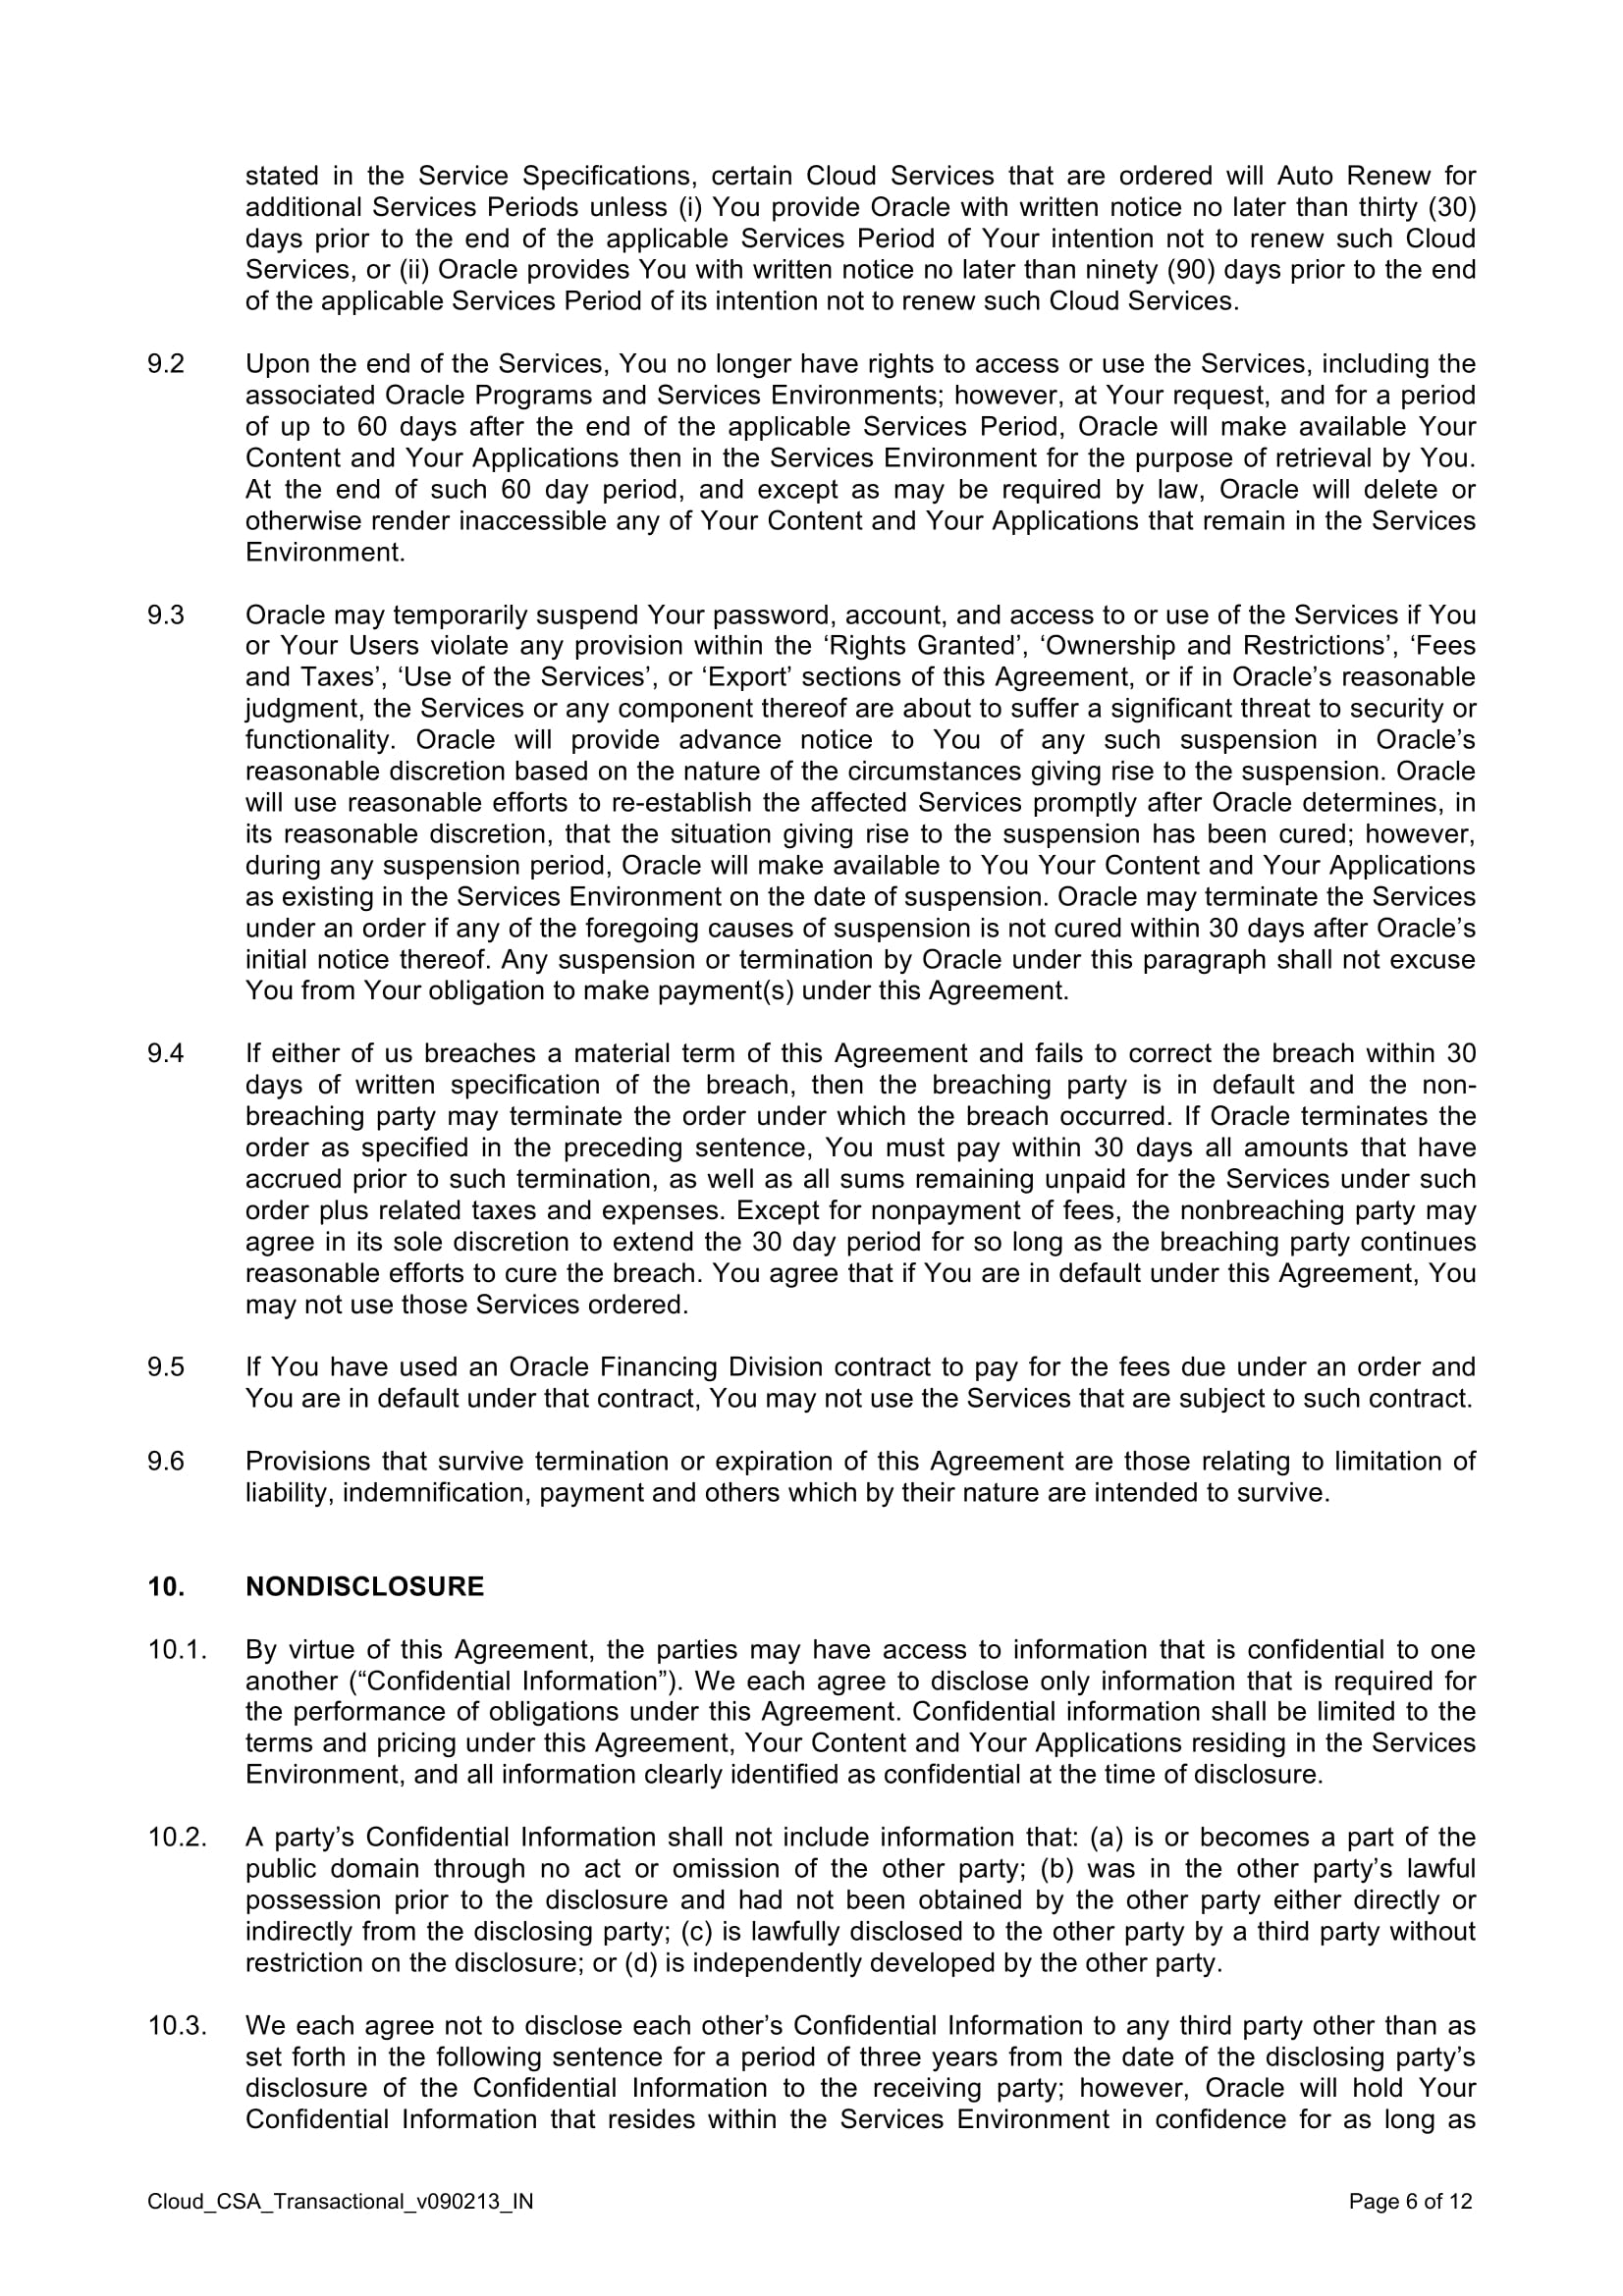 stated in the Service Specifications, certain Cloud Services that are ordered will Auto Renew for
additional Services Periods unless (i) You provide Oracle with written notice no later than thirty (30)
days prior to the end of the applicable Services Period of Your intention not to renew such Cloud
Services, or (ii) Oracle provides You with written notice no later than ninety (90) days prior to the end
of the applicable Services Period of its intention not to renew such Cloud Services.
9.2 Upon the end of the Services, You no longer have rights to access or use the Services, including the
associated Oracle Programs and Services Environments; however, at Your request, and for a period
of up to 60 days after the end of the applicable Services Period, Oracle will make available Your
Content and Your Applications then in the Services Environment for the purpose of retrieval by You.
At the end of such 60 day period, and except as may be required by law, Oracle will delete or
otherwise render inaccessible any of Your Content and Your Applications that remain in the Services
Environment.
9.3 Oracle may temporarily suspend Your password, account, and access to or use of the Services if You
or Your Users violate any provision within the ‘Rights Granted’, ‘Ownership and Restrictions’, ‘Fees
and Taxes’, ‘Use of the Services’, or ‘Export’ sections of this Agreement, or if in Oracle’s reasonable
judgment, the Services or any component thereof are about to suffer a significant threat to security or
functionality. Oracle will provide advance notice to You of any such suspension in Oracle’s
reasonable discretion based on the nature of the circumstances giving rise to the suspension. Oracle
will use reasonable efforts to re-establish the affected Services promptly after Oracle determines, in
its reasonable discretion, that the situation giving rise to the suspension has been cured; however,
during any suspension period, Oracle will make available to You Your Content and Your Applications
as existing in the Services Environment on the date of suspension. Oracle may terminate the Services
under an order if any of the foregoing causes of suspension is not cured within 30 days after Oracle’s
initial notice thereof. Any suspension or termination by Oracle under this paragraph shall not excuse
You from Your obligation to make payment(s) under this Agreement.
9.4 If either of us breaches a material term of this Agreement and fails to correct the breach within 30
days of written specification of the breach, then the breaching party is in default and the non-
breaching party may terminate the order under which the breach occurred. If Oracle terminates the
order as specified in the preceding sentence, You must pay within 30 days all amounts that have
accrued prior to such termination, as well as all sums remaining unpaid for the Services under such
order plus related taxes and expenses. Except for nonpayment of fees, the nonbreaching party may
agree in its sole discretion to extend the 30 day period for so long as the breaching party continues
reasonable efforts to cure the breach. You agree that if You are in default under this Agreement, You
may not use those Services ordered.
9.5 If You have used an Oracle Financing Division contract to pay for the fees due under an order and
You are in default under that contract, You may not use the Services that are subject to such contract.
9.6 Provisions that survive termination or expiration of this Agreement are those relating to limitation of
liability, indemnification, payment and others which by their nature are intended to survive.
10. NONDISCLOSURE
10.1. By virtue of this Agreement, the parties may have access to information that is confidential to one
another (“Confidential Information”). We each agree to disclose only information that is required for
the performance of obligations under this Agreement. Confidential information shall be limited to the
terms and pricing under this Agreement, Your Content and Your Applications residing in the Services
Environment, and all information clearly identified as confidential at the time of disclosure.
10.2. A party’s Confidential Information shall not include information that: (a) is or becomes a part of the
public domain through no act or omission of the other party; (b) was in the other party’s lawful
possession prior to the disclosure and had not been obtained by the other party either directly or
indirectly from the disclosing party; (c) is lawfully disclosed to the other party by a third party without
restriction on the disclosure; or (d) is independently developed by the other party.
10.3. We each agree not to disclose each other’s Confidential Information to any third party other than as
set forth in the following sentence for a period of three years from the date of the disclosing party’s
disclosure of the Confidential Information to the receiving party; however, Oracle will hold Your
Confidential Information that resides within the Services Environment in confidence for as long as
Cloud_CSA_Transactional_v090213_IN Page 6 of 12